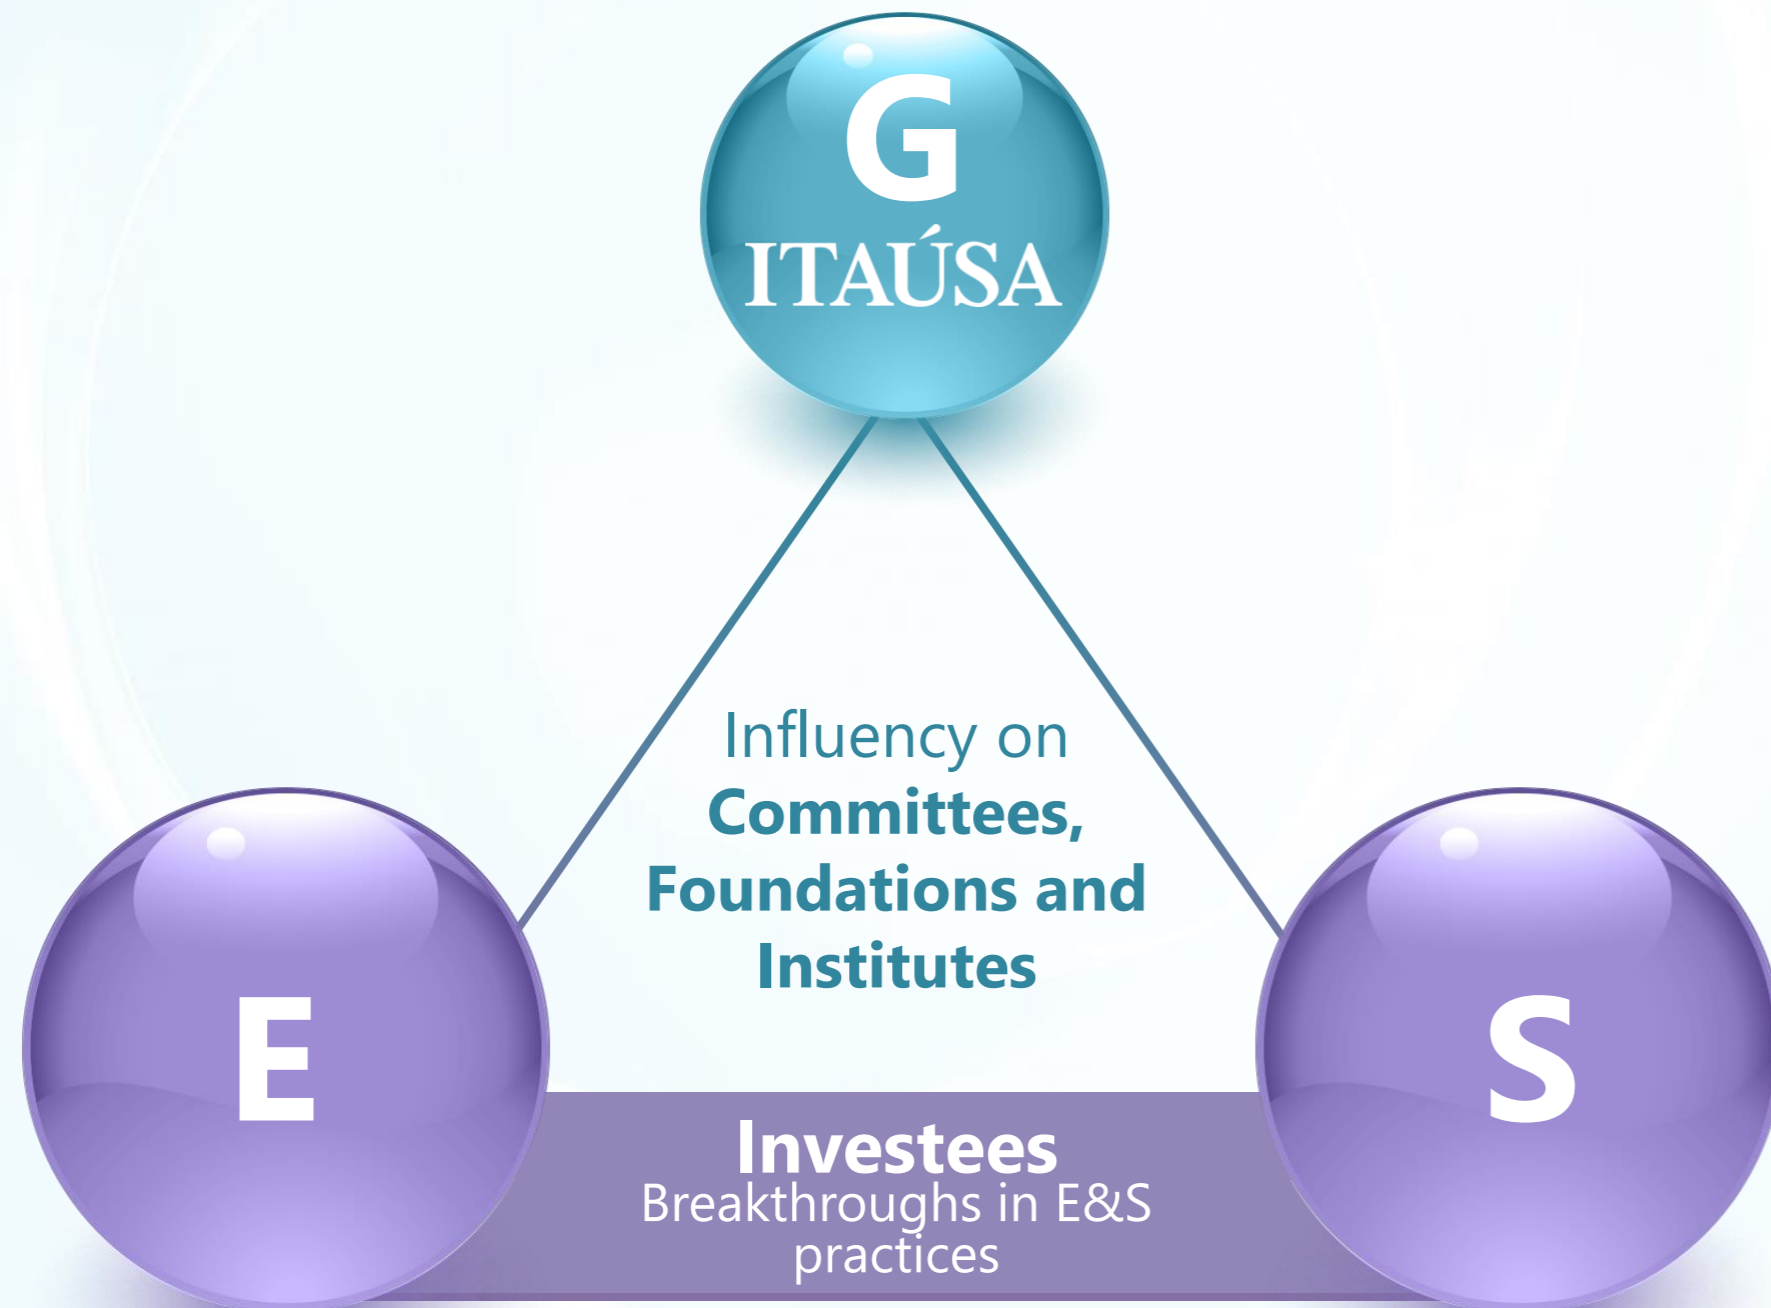 G
ITAÚSA
Influency on
Committees,
Foundations and
Institutes
E
S
Investees
Breakthroughs in E&S
practices